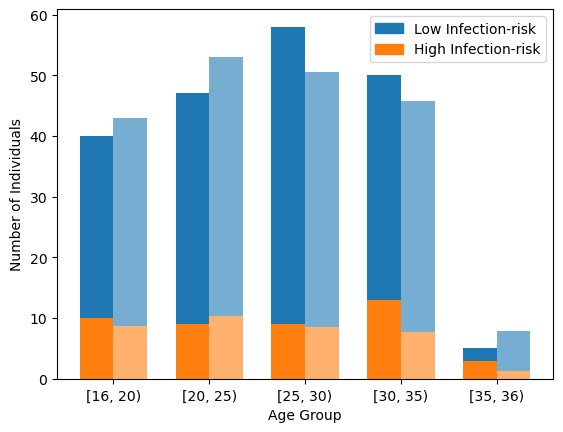 60
50
40
30
20
10
0
Number of Individuals
Low Infection-risk
High Infection-risk
[16, 20) [20, 25) [25, 30) [30, 35) [35, 36)
Age Group